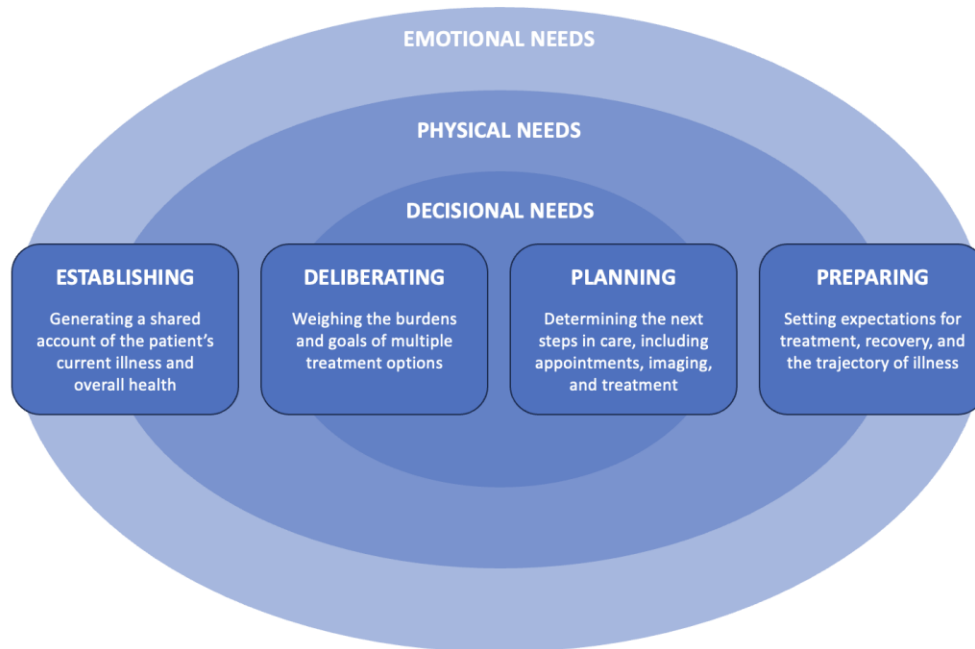 EMOTIONAL NEEDS
PHYSICAL NEEDS
DECISIONAL NEEDS
ESTABLISHING
Generating a shared
account of the patient's
current illness and
overall health
DELIBERATING
Weighing the burdens
and goals of multiple
treatment options
PLANNING
Determining the next
steps in care, including
appointments, imaging,
and treatment
PREPARING
Setting expectations for
treatment, recovery, and
the trajectory of illness